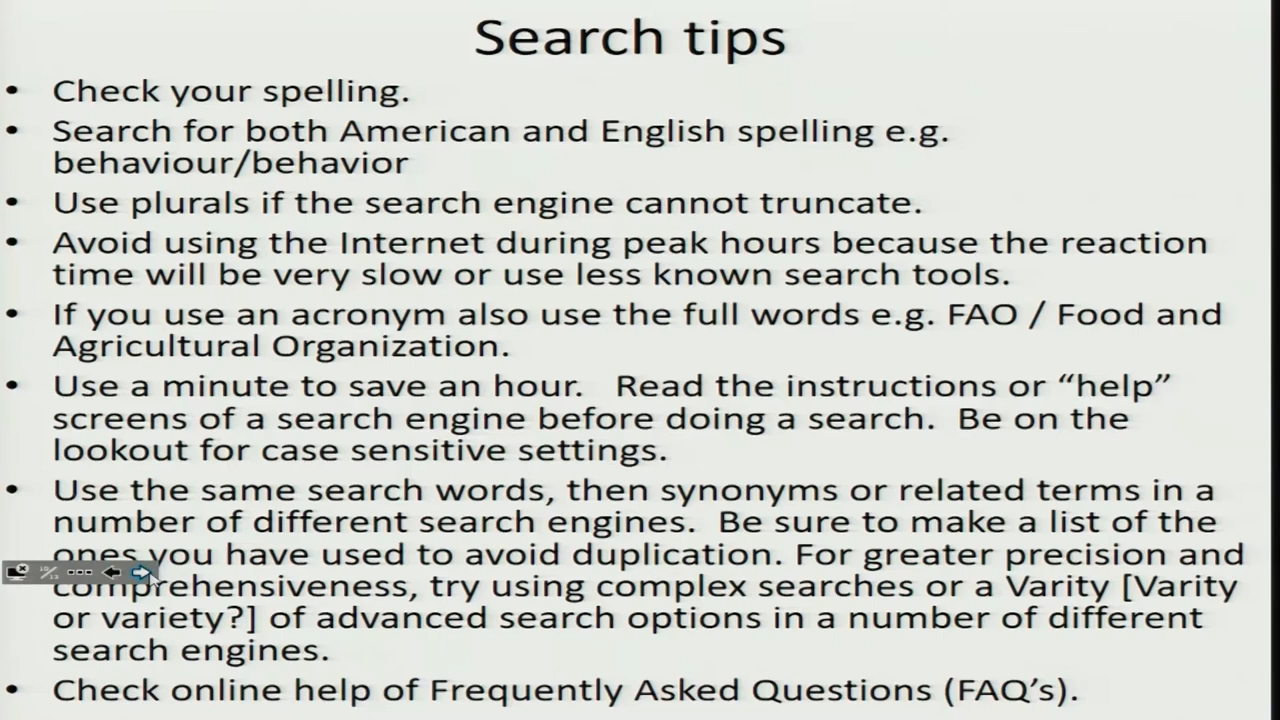 Search tips
• Check your spelling.
• Search for both American and English spelling e.g.
behaviour/behavior
• Use plurals if the search engine cannot truncate.
• Avoid using the Internet during peak hours because the reaction
time will be very slow or use less known search tools.
• If you use an acronym also use the full words e.g. FAO / Food and
Agricultural Organization.
• Use a minute to save an hour.   Read the instructions or “help”
screens of a search engine before doing a search.  Be on the
lookout for case sensitive settings.
• Use the same search words, then synonyms or related terms in a
number of different search engines.  Be sure to make a list of the
ones you have used to avoid duplication. For greater precision and
comprehensiveness, try using complex searches or a Varity [Varity
or variety?] of advanced search options in a number of different
search engines.
• Check online help of Frequently Asked Questions (FAQ’s).